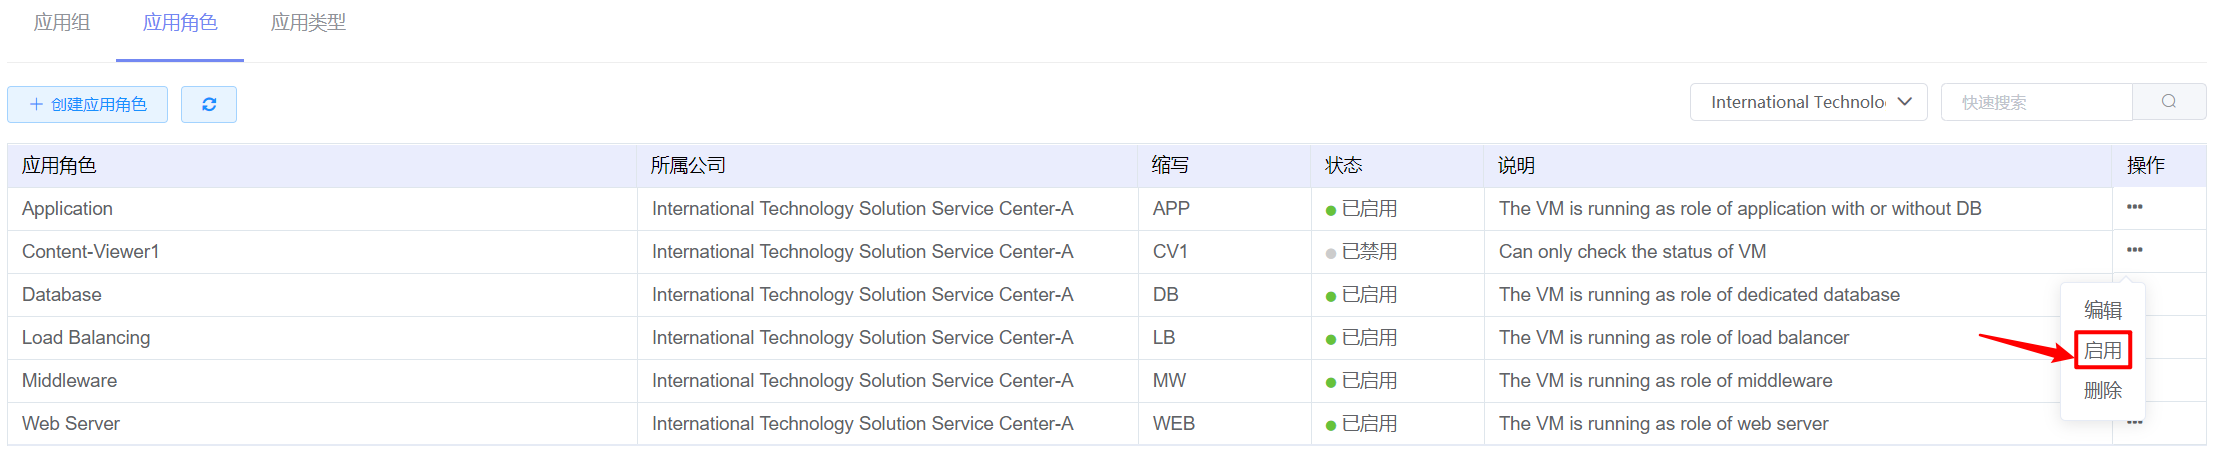 应用组 应用角色 应用类型
+ 创建应用角色 International Technolo 快速搜索
应用角色 所属公司 缩写 状态 说明 操作
Application International Technology Solution Service Center-A APP 已启用 The VM is running as role of application with or without DB
Content-Viewer1 International Technology Solution Service Center-A CV1 已禁用 Can only check the status of VM
Database International Technology Solution Service Center-A DB 已启用 The VM is running as role of dedicated database
编辑
Load Balancing International Technology Solution Service Center-A LB 已启用 The VM is running as role of load balancer
启用
Middleware International Technology Solution Service Center-A MW 已启用 The VM is running as role of middleware
删除
Web Server International Technology Solution Service Center-A WEB 已启用 The VM is running as role of web server